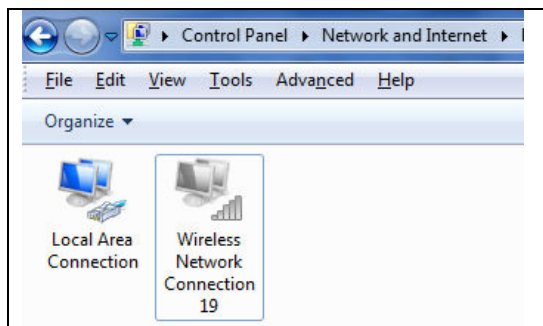 Control Panel ▸ Network and Internet ▸
File Edit View Tools Advanced Help
Organize
Local Area
Connection
Wireless
Network
Connection
19